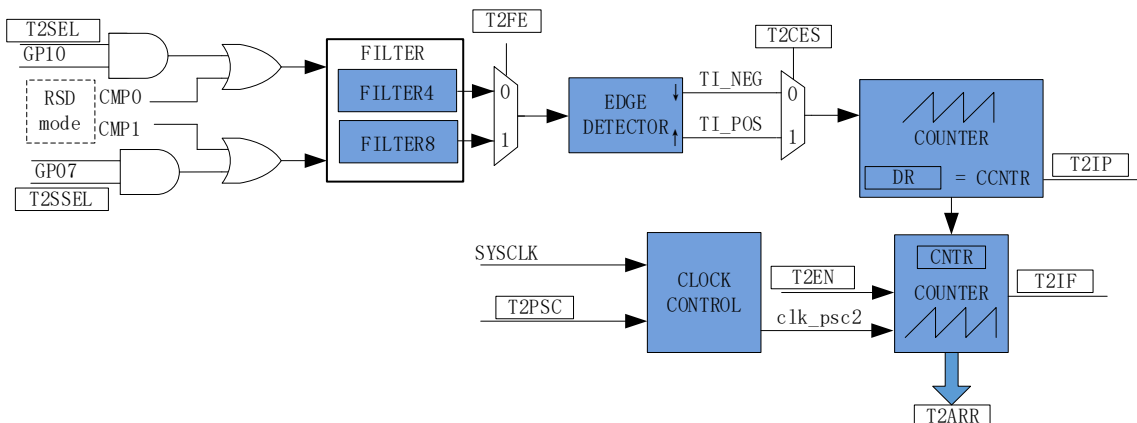 T2SEL
GP10
RSD
mode
CMP0
CMP1
GP07
T2SSEL
FILTER
FILTER4
FILTER8
T2FE
0
1
EDGE
DETECTOR
TI_NEG
TI_POS
T2CES
0
1
COUNTER
DR = CCNTR
T2IP
SYSCLK
T2PSC
CLOCK
CONTROL
T2EN
clk_psc2
CNTR
COUNTER
T2IF
T2ARR